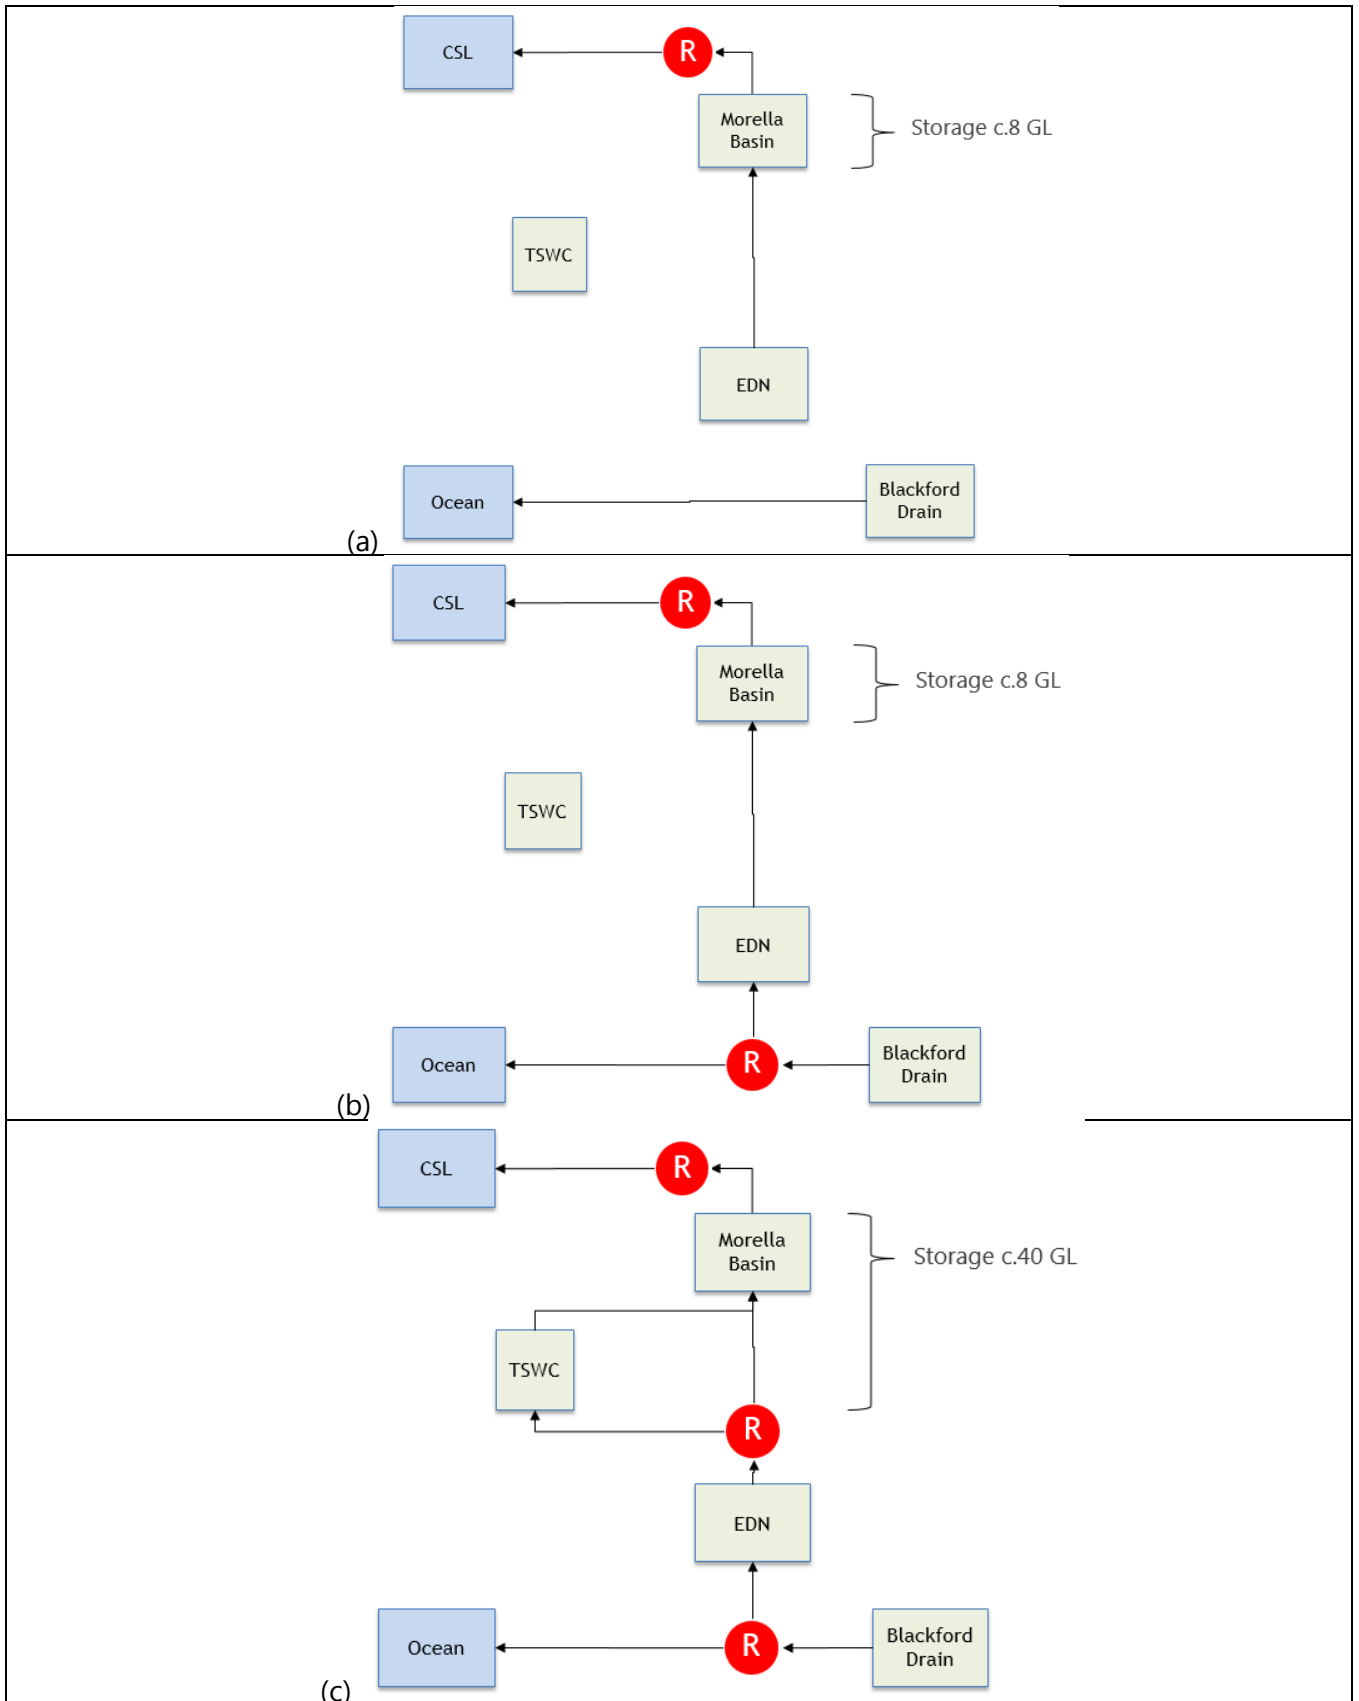 CSL
R
Morella
Basin
Storage c.8 GL
TSWC
EDN
Ocean
Blackford
Drain
(a)
CSL
R
Morella
Basin
Storage c.8 GL
TSWC
EDN
Ocean
R
Blackford
Drain
(b)
CSL
R
Morella
Basin
Storage c.40 GL
TSWC
R
EDN
Ocean
R
Blackford
Drain
(c)